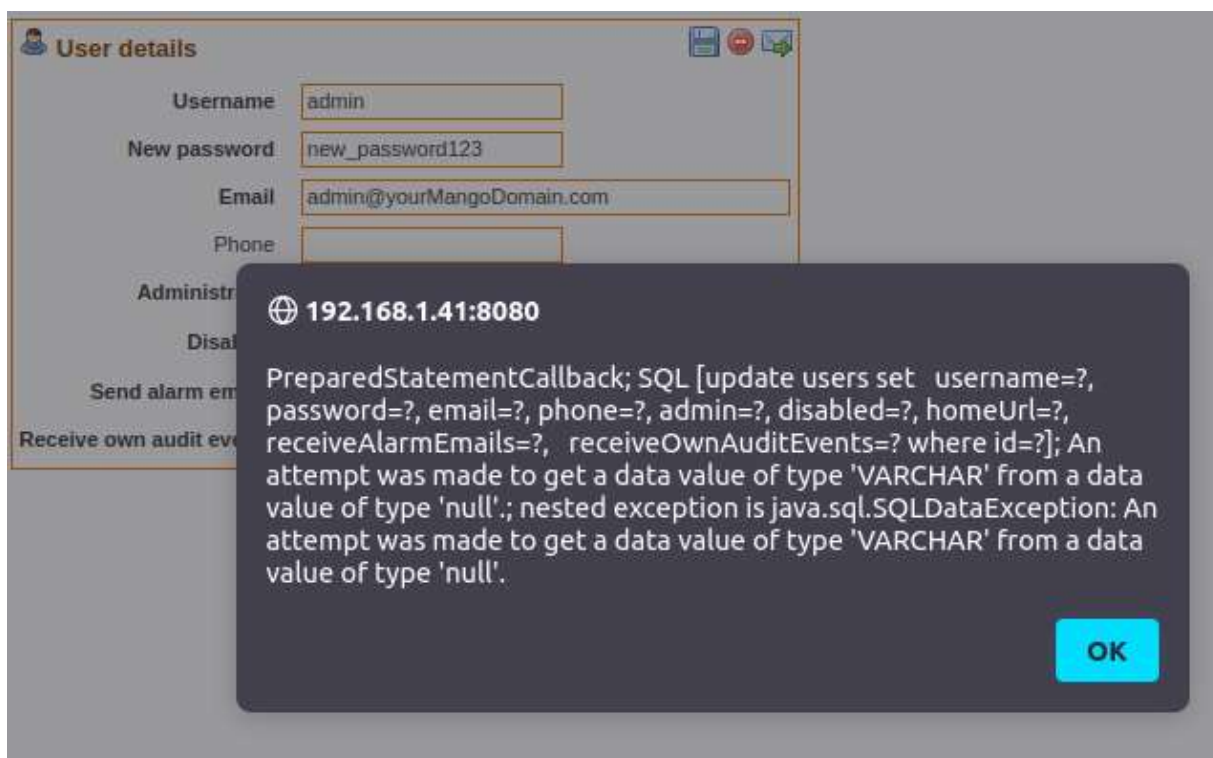 User details
Username admin
New password new_password123
Email admin@yourMangoDomain.com
Phone
Administr
Disa
Send alarm em
Receive own audit eve
192.168.1.41:8080
PreparedStatementCallback; SQL [update users set   username=?,
password=?, email=?, phone=?, admin=?, disabled=?, homeUrl=?,
receiveAlarmEmails=?,   receiveOwnAuditEvents=? where id=?]; An
attempt was made to get a data value of type 'VARCHAR' from a data
value of type 'null'.; nested exception is java.sql.SQLDataException: An
attempt was made to get a data value of type 'VARCHAR' from a data
value of type 'null'.
OK